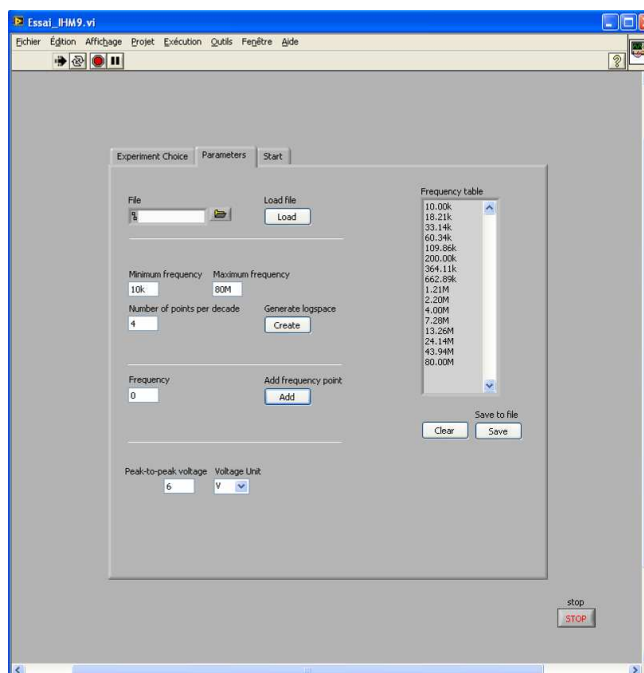 Essai_IHM9.vi
Fichier Édition Affichage Projet Exécution Outils Fenêtre Aide
Experiment Choice Parameters Start
File Load file
Load
Minimum frequency Maximum frequency
10k 80M
Number of points per decade Generate logspace
4 Create
Frequency Add frequency point
0 Add
Peak-to-peak voltage Voltage Unit
6 V
Frequency table
10.00k
18.21k
33.14k
60.34k
109.86k
200.00k
364.11k
662.89k
1.21M
2.20M
4.00M
7.28M
13.26M
24.14M
43.94M
80.00M
Save to file
Clear Save
stop
STOP